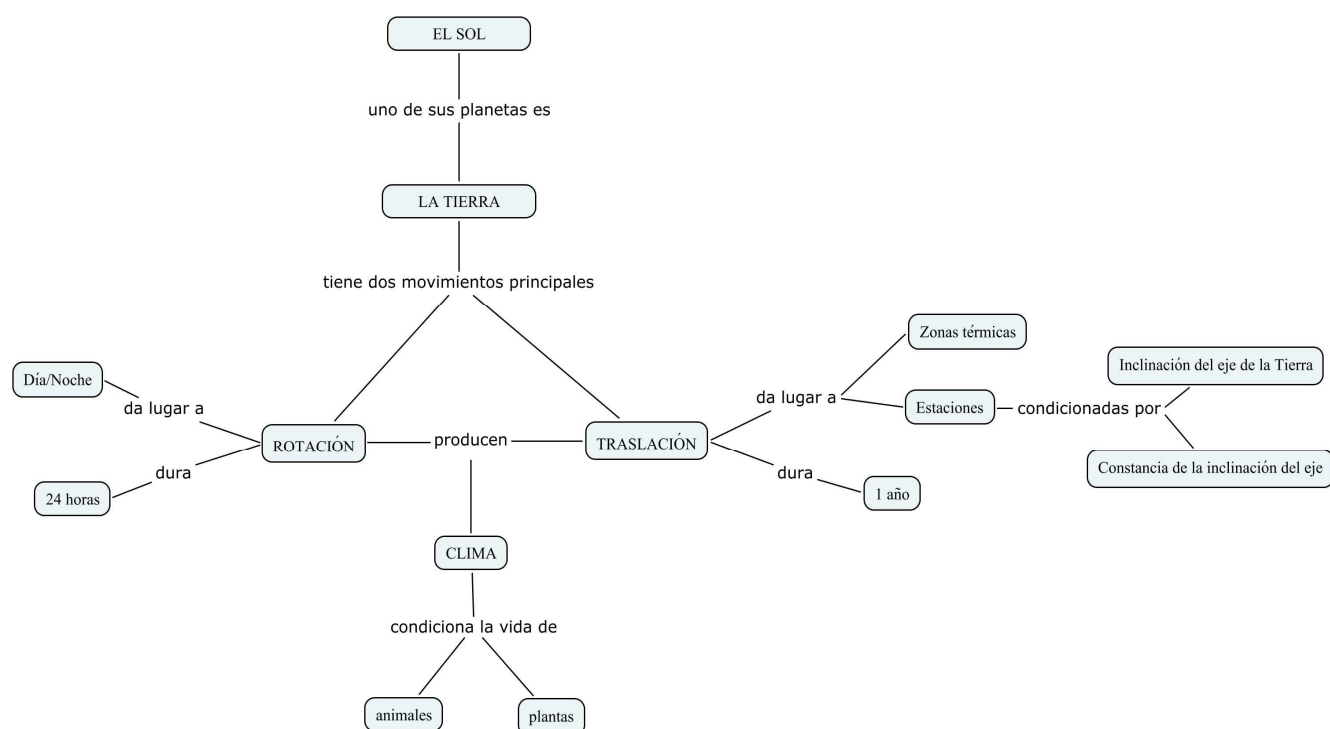 EL SOL
uno de sus planetas es
LA TIERRA
tiene dos movimientos principales
Zonas térmicas
Inclinación del eje de la Tierra
Día/Noche
da lugar a
da lugar a
Estaciones
condicionadas por
ROTACIÓN
producen
TRASLACIÓN
Constancia de la inclinación del eje
dura
dura
24 horas
1 año
CLIMA
condiciona la vida de
animales
plantas